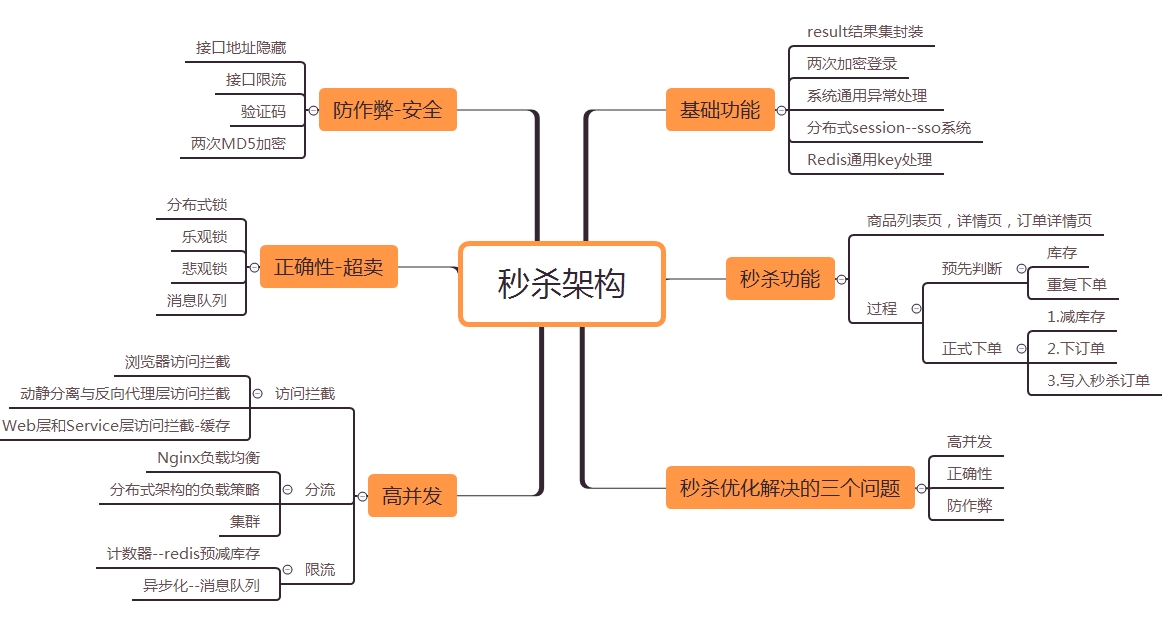 秒杀架构
防作弊-安全
接口地址隐藏
接口限流
验证码
两次MD5加密
正确性-超卖
分布式锁
乐观锁
悲观锁
消息队列
高并发
访问拦截
浏览器访问拦截
动静分离与反向代理层访问拦截
Web层和Service层访问拦截-缓存
分流
Nginx负载均衡
分布式架构的负载策略
集群
限流
计数器--redis预减库存
异步化--消息队列
基础功能
result结果集封装
两次加密登录
系统通用异常处理
分布式session--sso系统
Redis通用key处理
秒杀功能
商品列表页，详情页，订单详情页
过程
预先判断
库存
重复下单
正式下单
1.减库存
2.下订单
3.写入秒杀订单
秒杀优化解决的三个问题
高并发
正确性
防作弊